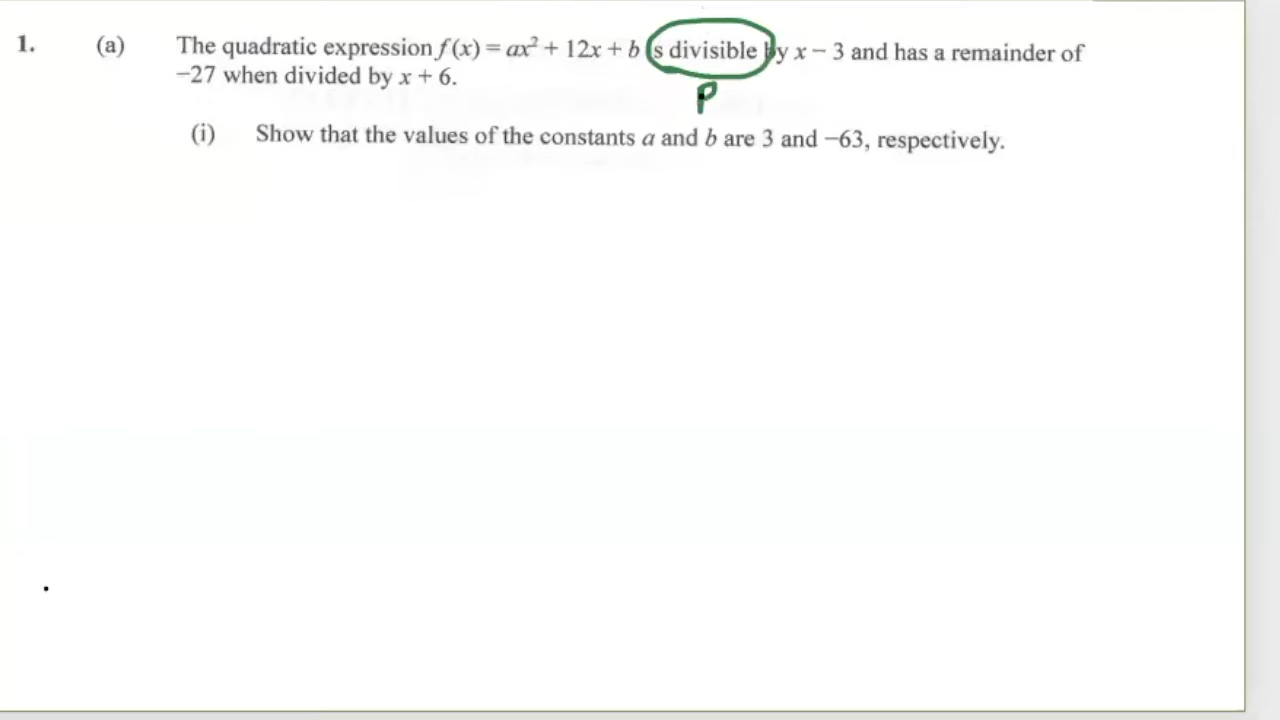 1. (a) The quadratic expression f(x) = ax² + 12x + b is divisible by x − 3 and has a remainder of
−27 when divided by x + 6.
P
(i) Show that the values of the constants a and b are 3 and −63, respectively.